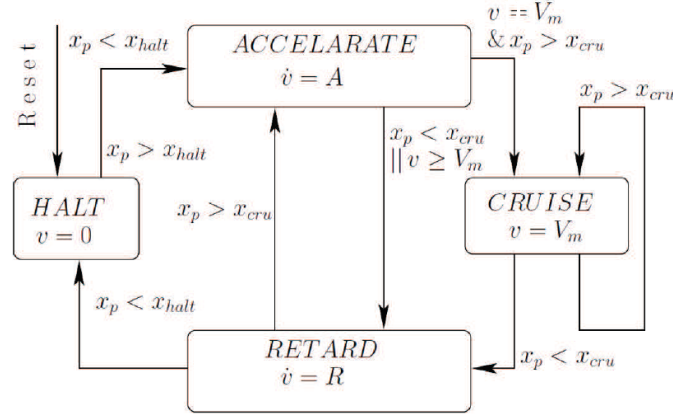 Reset
x_p < x_halt
ACCELARATE
v̇ = A
v == V_m
& x_p > x_cru
x_p > x_cru
x_p > x_halt
x_p < x_cru
|| v ≥ V_m
HALT
v = 0
x_p > x_cru
CRUISE
v = V_m
x_p < x_halt
RETARD
v̇ = R
x_p < x_cru